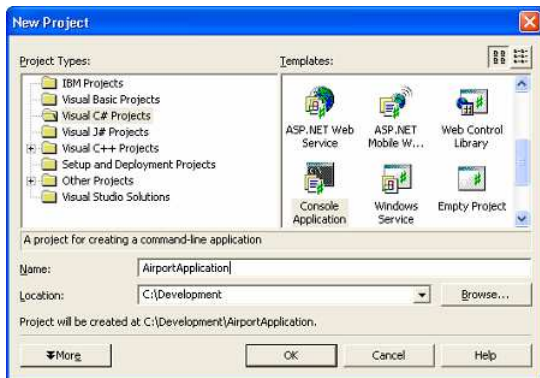 New Project
Project Types:
Templates:
IBM Projects
Visual Basic Projects
Visual C# Projects
Visual J# Projects
Visual C++ Projects
Setup and Deployment Projects
Other Projects
Visual Studio Solutions
ASP.NET Web Service
ASP.NET Mobile W...
Web Control Library
Console Application
Windows Service
Empty Project
A project for creating a command-line application
Name:
AirportApplication
Location:
C:\Development
Browse...
Project will be created at C:\Development\AirportApplication.
More
OK
Cancel
Help